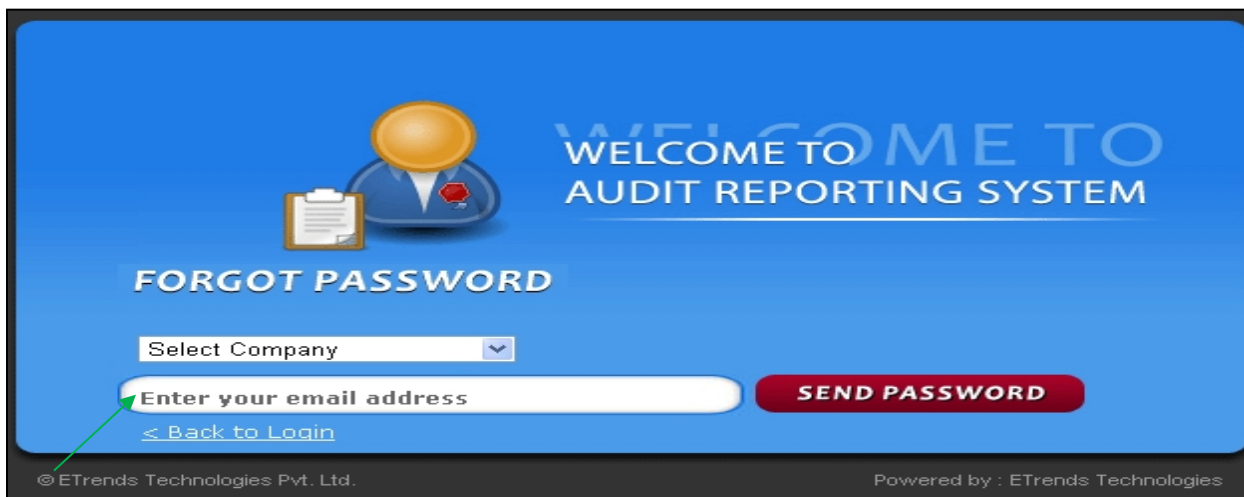 WELCOME TO
WELCOME TO
AUDIT REPORTING SYSTEM
FORGOT PASSWORD
Select Company
Enter your email address
SEND PASSWORD
< Back to Login
© ETrends Technologies Pvt. Ltd.
Powered by : ETrends Technologies